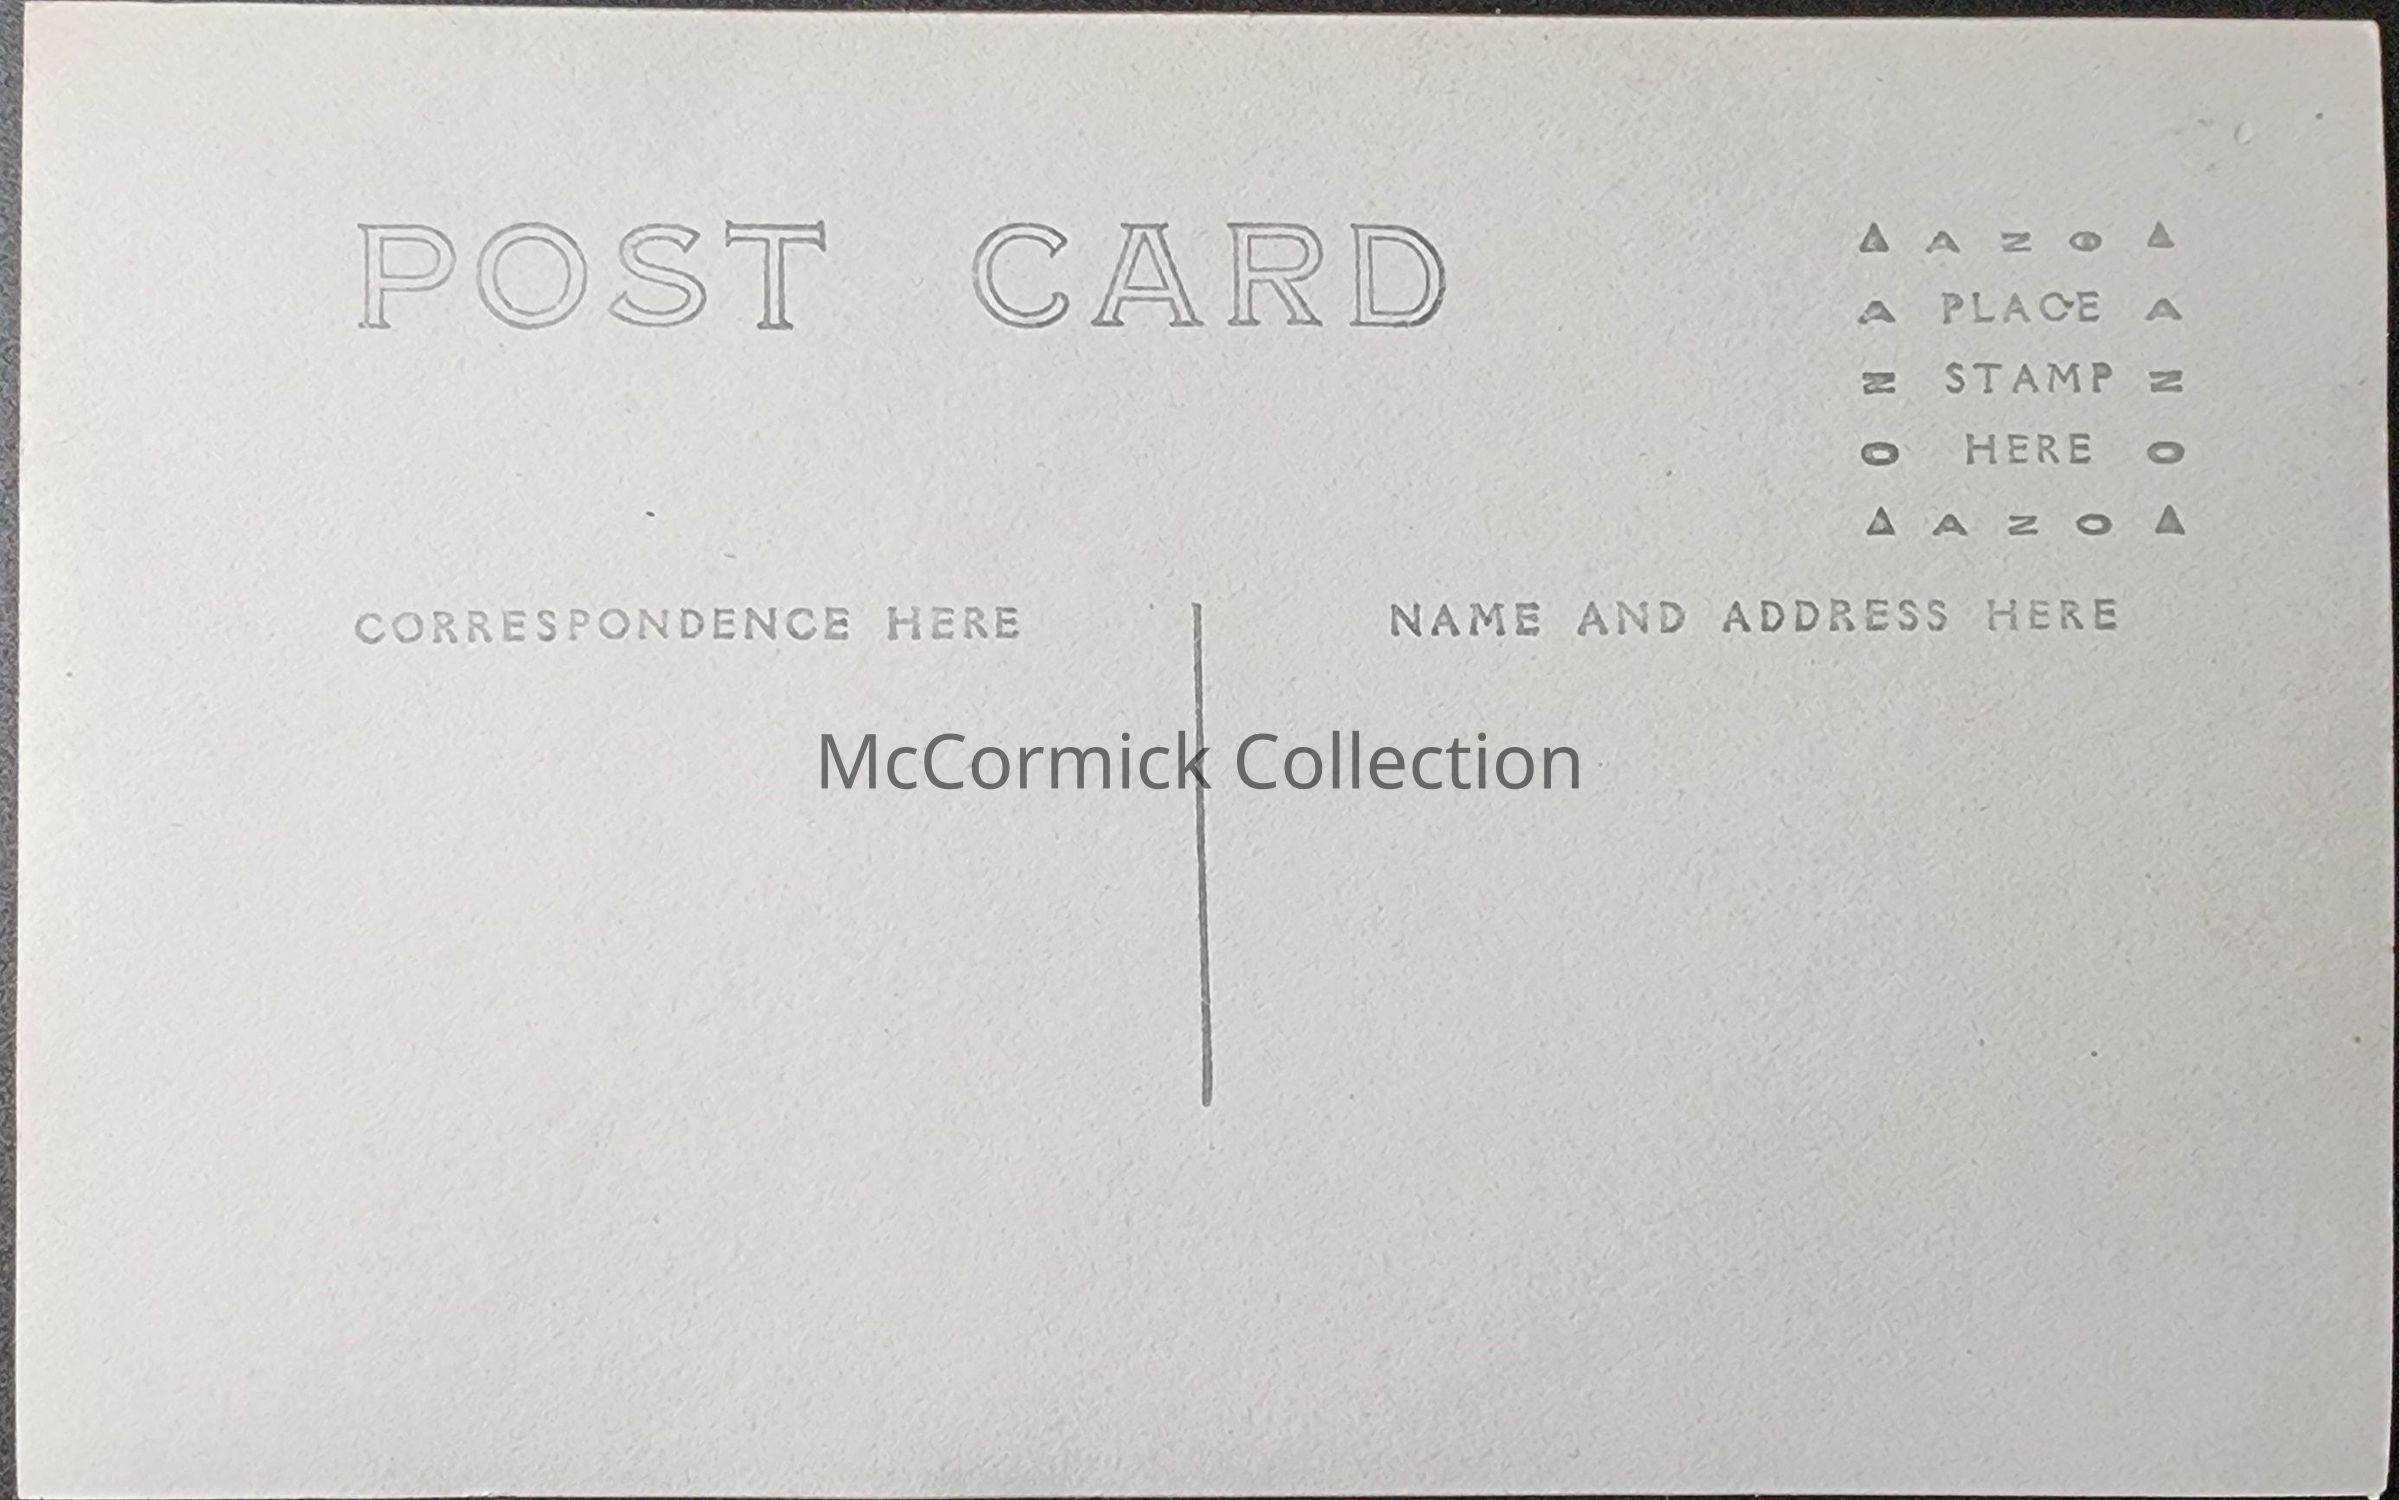 POST CARD
▲ A Z O ▲
A PLACE A
Z STAMP Z
O HERE O
▲ A Z O ▲
CORRESPONDENCE HERE
NAME AND ADDRESS HERE
McCormick Collection